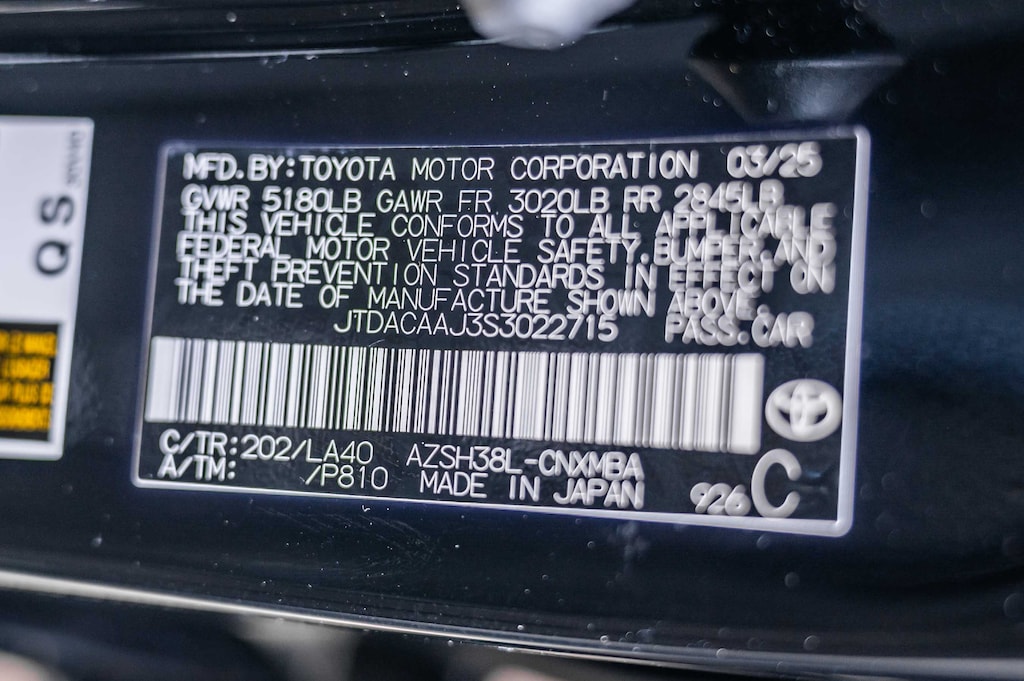 MFD.BY:TOYOTA MOTOR CORPORATION 03/25
GVWR 5180LB GAWR FR 3020LB RR 2845LB
THIS VEHICLE CONFORMS TO ALL APPLICABLE
FEDERAL MOTOR VEHICLE SAFETY,BUMPER,AND
THEFT PREVENTION STANDARDS IN EFFECT ON
THE DATE OF MANUFACTURE SHOWN ABOVE.
JTDACAAJ3S3022715 PASS.CAR
C/TR:202/LA40 AZSH38L-CNXMBA
A/TM: /P810 MADE IN JAPAN 926 C
QS